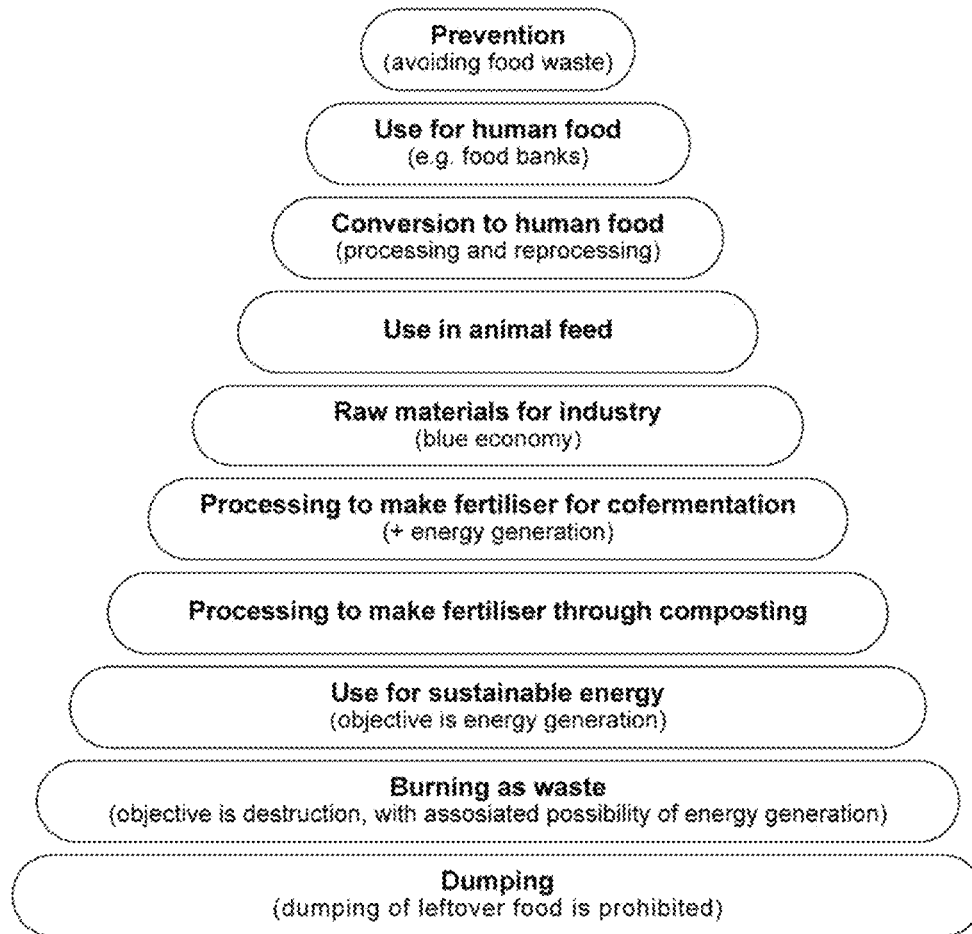 Prevention
(avoiding food waste)
Use for human food
(e.g. food banks)
Conversion to human food
(processing and reprocessing)
Use in animal feed
Raw materials for industry
(blue economy)
Processing to make fertiliser for cofermentation
(+ energy generation)
Processing to make fertiliser through composting
Use for sustainable energy
(objective is energy generation)
Burning as waste
(objective is destruction, with assosiated possibility of energy generation)
Dumping
(dumping of leftover food is prohibited)